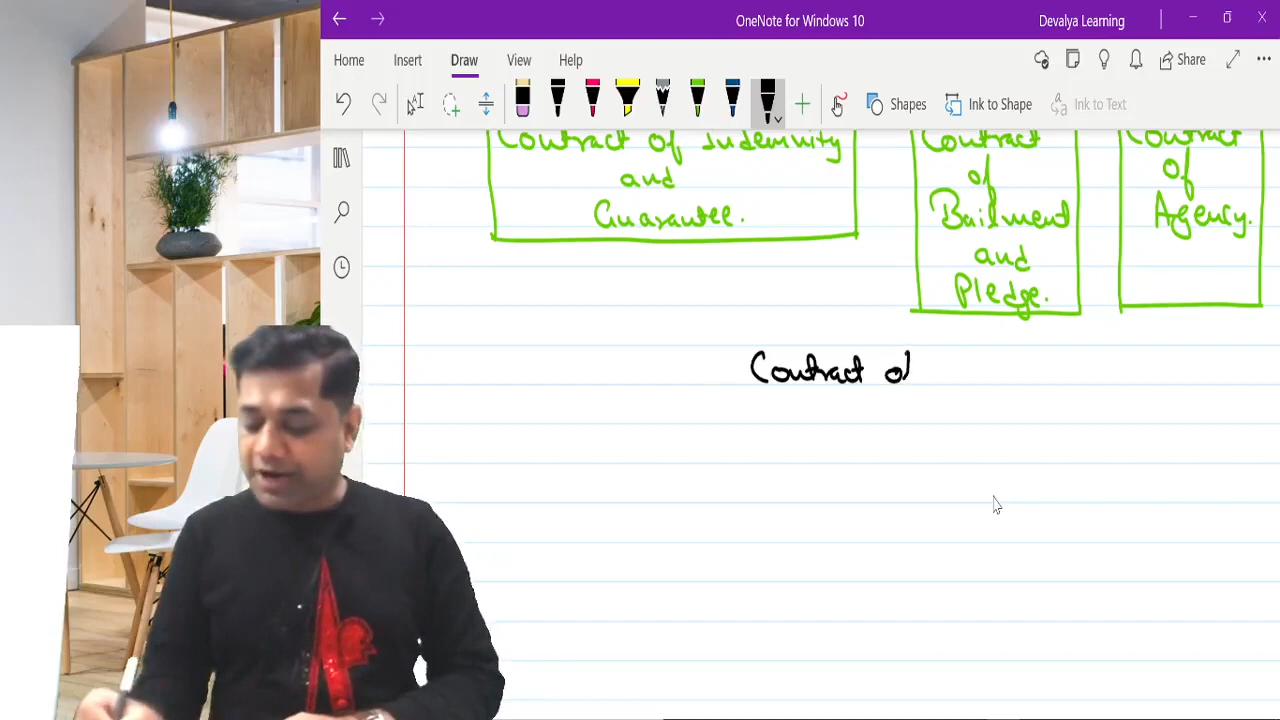 OneNote for Windows 10
Devalya Learning
Home Insert Draw View Help
Share
Shapes
Ink to Shape
Ink to Text
Contract of Indemnity
and
Guarantee.
Contract
of
Bailment
and
Pledge.
Contract
Of
Agency.
Contract of